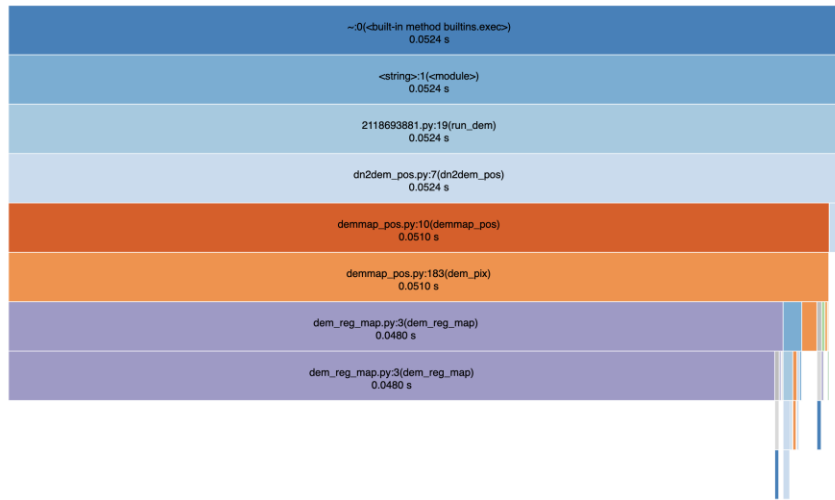 ~:0(<built-in method builtins.exec>)
0.0524 s
<string>:1(<module>)
0.0524 s
2118693881.py:19(run_dem)
0.0524 s
dn2dem_pos.py:7(dn2dem_pos)
0.0524 s
demmap_pos.py:10(demmap_pos)
0.0510 s
demmap_pos.py:183(dem_pix)
0.0510 s
dem_reg_map.py:3(dem_reg_map)
0.0480 s
dem_reg_map.py:3(dem_reg_map)
0.0480 s